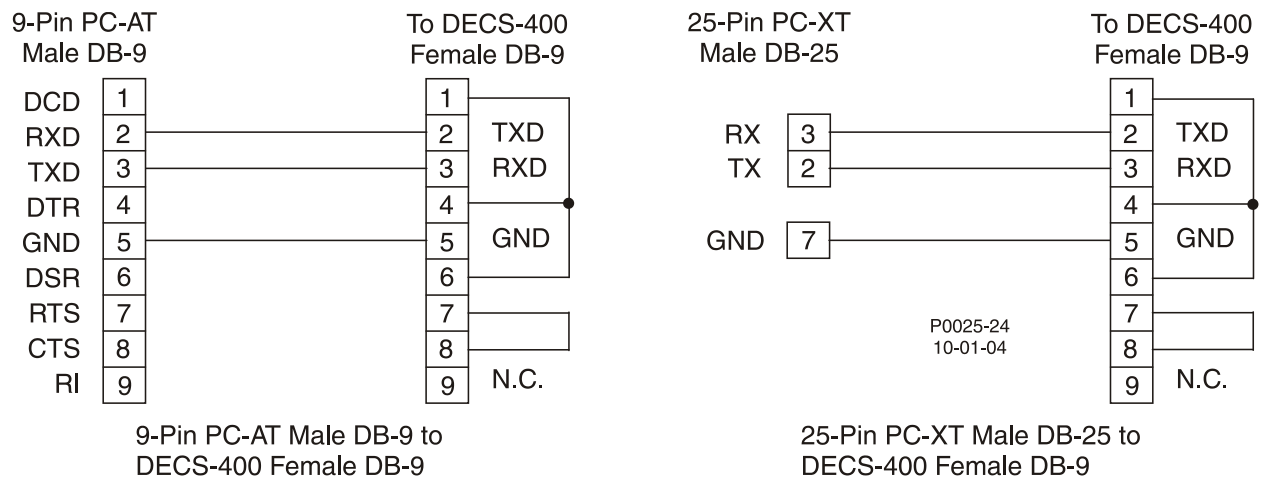 9-Pin PC-AT
Male DB-9
To DECS-400
Female DB-9
DCD 1
RXD 2
TXD 3
DTR 4
GND 5
DSR 6
RTS 7
CTS 8
RI 9
1
2 TXD
3 RXD
4
5 GND
6
7
8
9 N.C.
9-Pin PC-AT Male DB-9 to
DECS-400 Female DB-9
25-Pin PC-XT
Male DB-25
To DECS-400
Female DB-9
RX 3
TX 2
GND 7
1
2 TXD
3 RXD
4
5 GND
6
7
8
9 N.C.
P0025-24
10-01-04
25-Pin PC-XT Male DB-25 to
DECS-400 Female DB-9